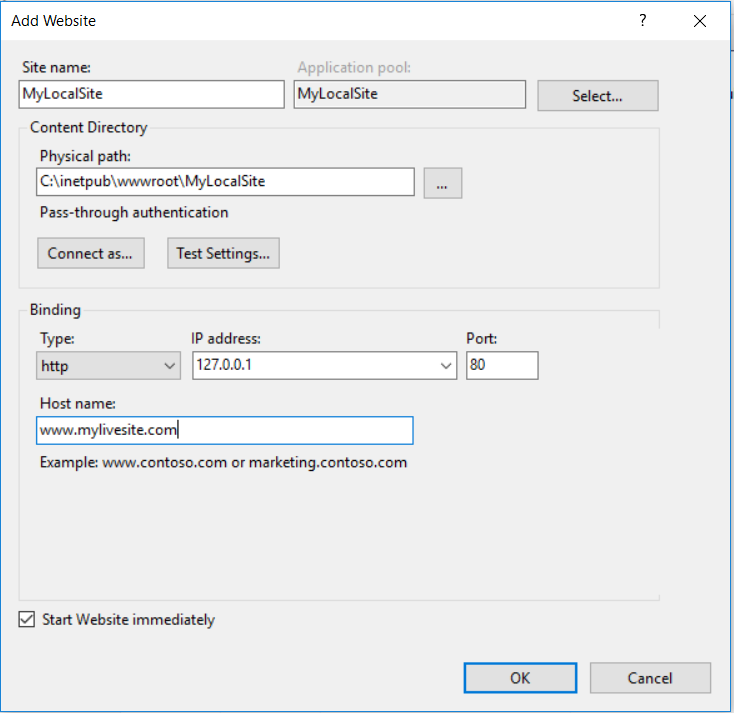 Add Website
?
Site name:
Application pool:
MyLocalSite
MyLocalSite
Select...
Content Directory
Physical path:
C:\inetpub\wwwroot\MyLocalSite
...
Pass-through authentication
Connect as...
Test Settings...
Binding
Type:
IP address:
Port:
http
127.0.0.1
80
Host name:
www.mylivesite.com
Example: www.contoso.com or marketing.contoso.com
Start Website immediately
OK
Cancel